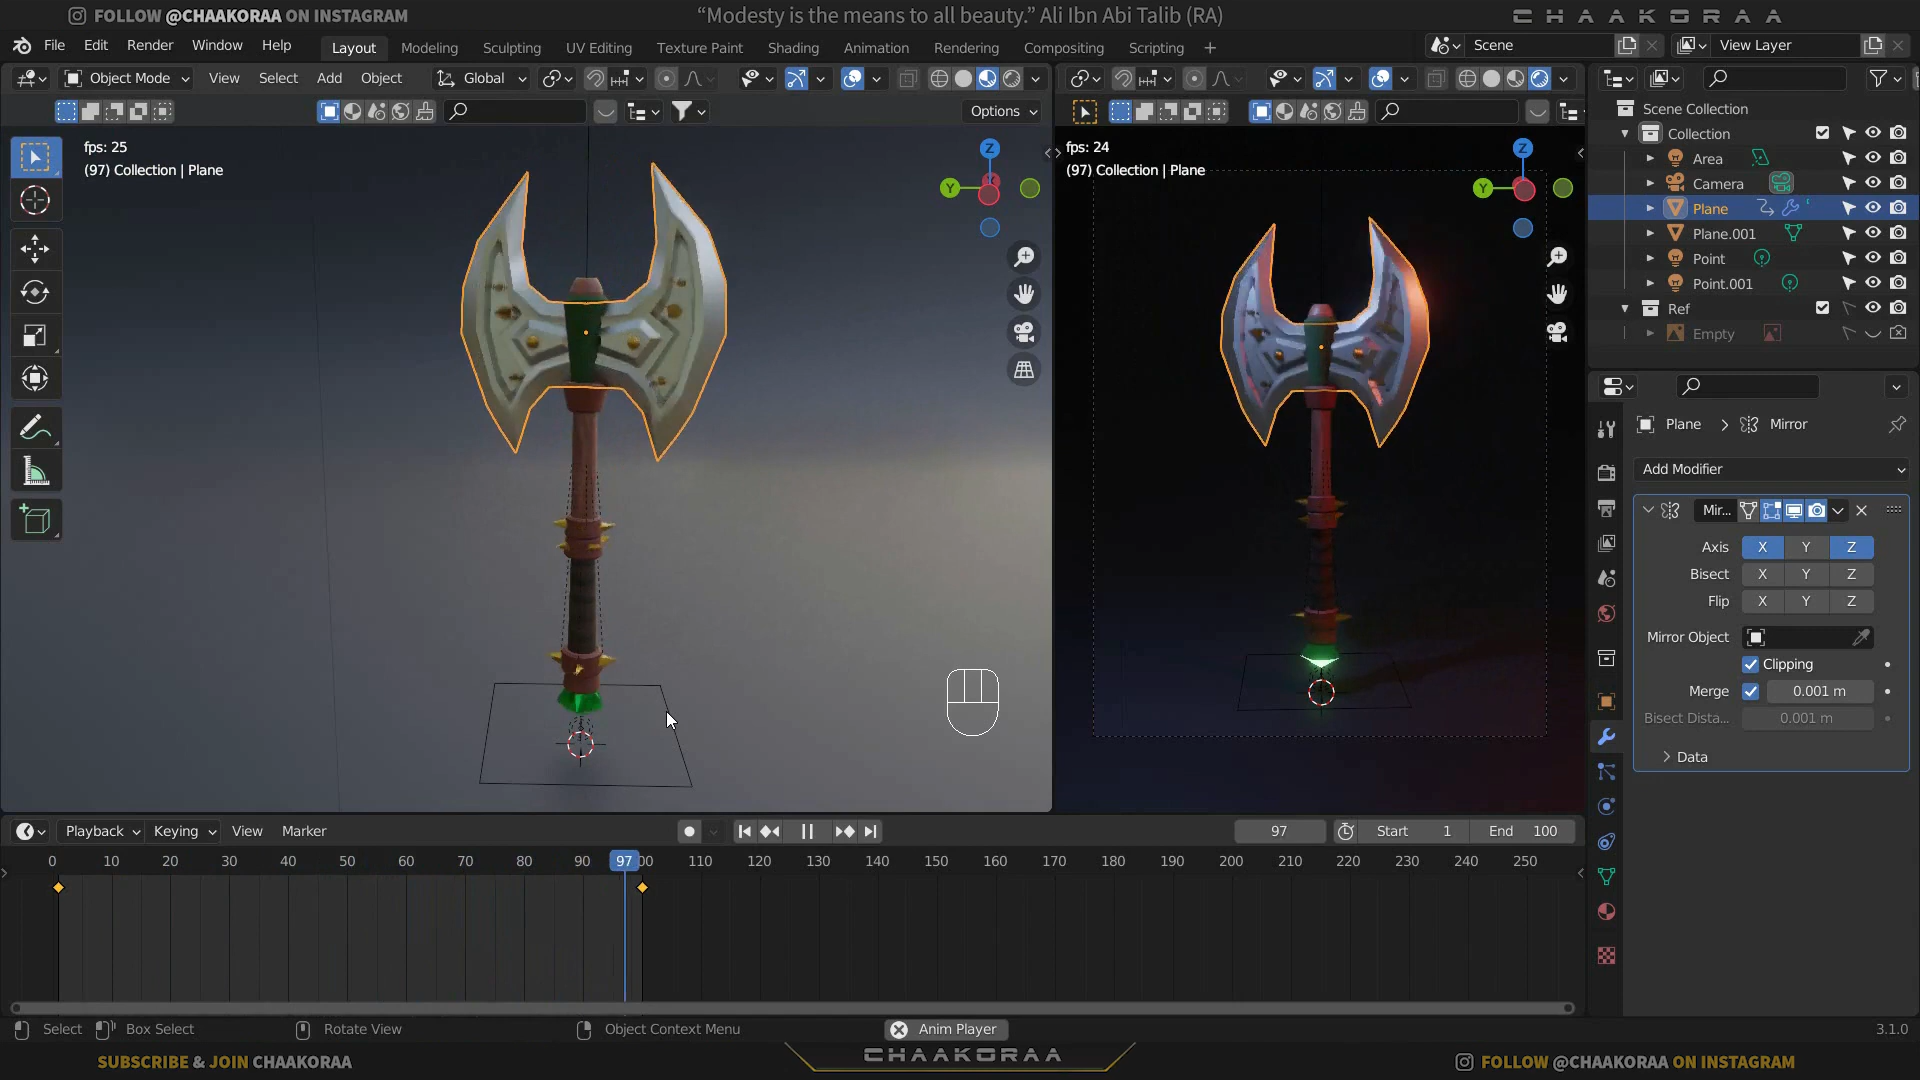 FOLLOW @CHAAKORAA ON INSTAGRAM
“Modesty is the means to all beauty.” Ali Ibn Abi Talib (RA)
CHAAKORAA
File Edit Render Window Help
Layout Modeling Sculpting UV Editing Texture Paint Shading Animation Rendering Compositing Scripting +
Scene
View Layer
Object Mode View Select Add Object Global
Options
fps: 25
(97) Collection | Plane
fps: 24
(97) Collection | Plane
Z
Y
X
Z
Y
Scene Collection
Collection
Area
Camera
Plane
Plane.001
Point
Point.001
Ref
Empty
Plane > Mirror
Add Modifier
Mir...
Axis X Y Z
Bisect X Y Z
Flip X Y Z
Mirror Object
Clipping
Merge 0.001 m
Bisect Dista... 0.001 m
Data
Playback Keying View Marker
97 Start 1 End 100
0 10 20 30 40 50 60 70 80 90 97 00 110 120 130 140 150 160 170 180 190 200 210 220 230 240 250
Select Box Select Rotate View Object Context Menu Anim Player 3.1.0
SUBSCRIBE & JOIN CHAAKORAA
CHAAKORAA
FOLLOW @CHAAKORAA ON INSTAGRAM